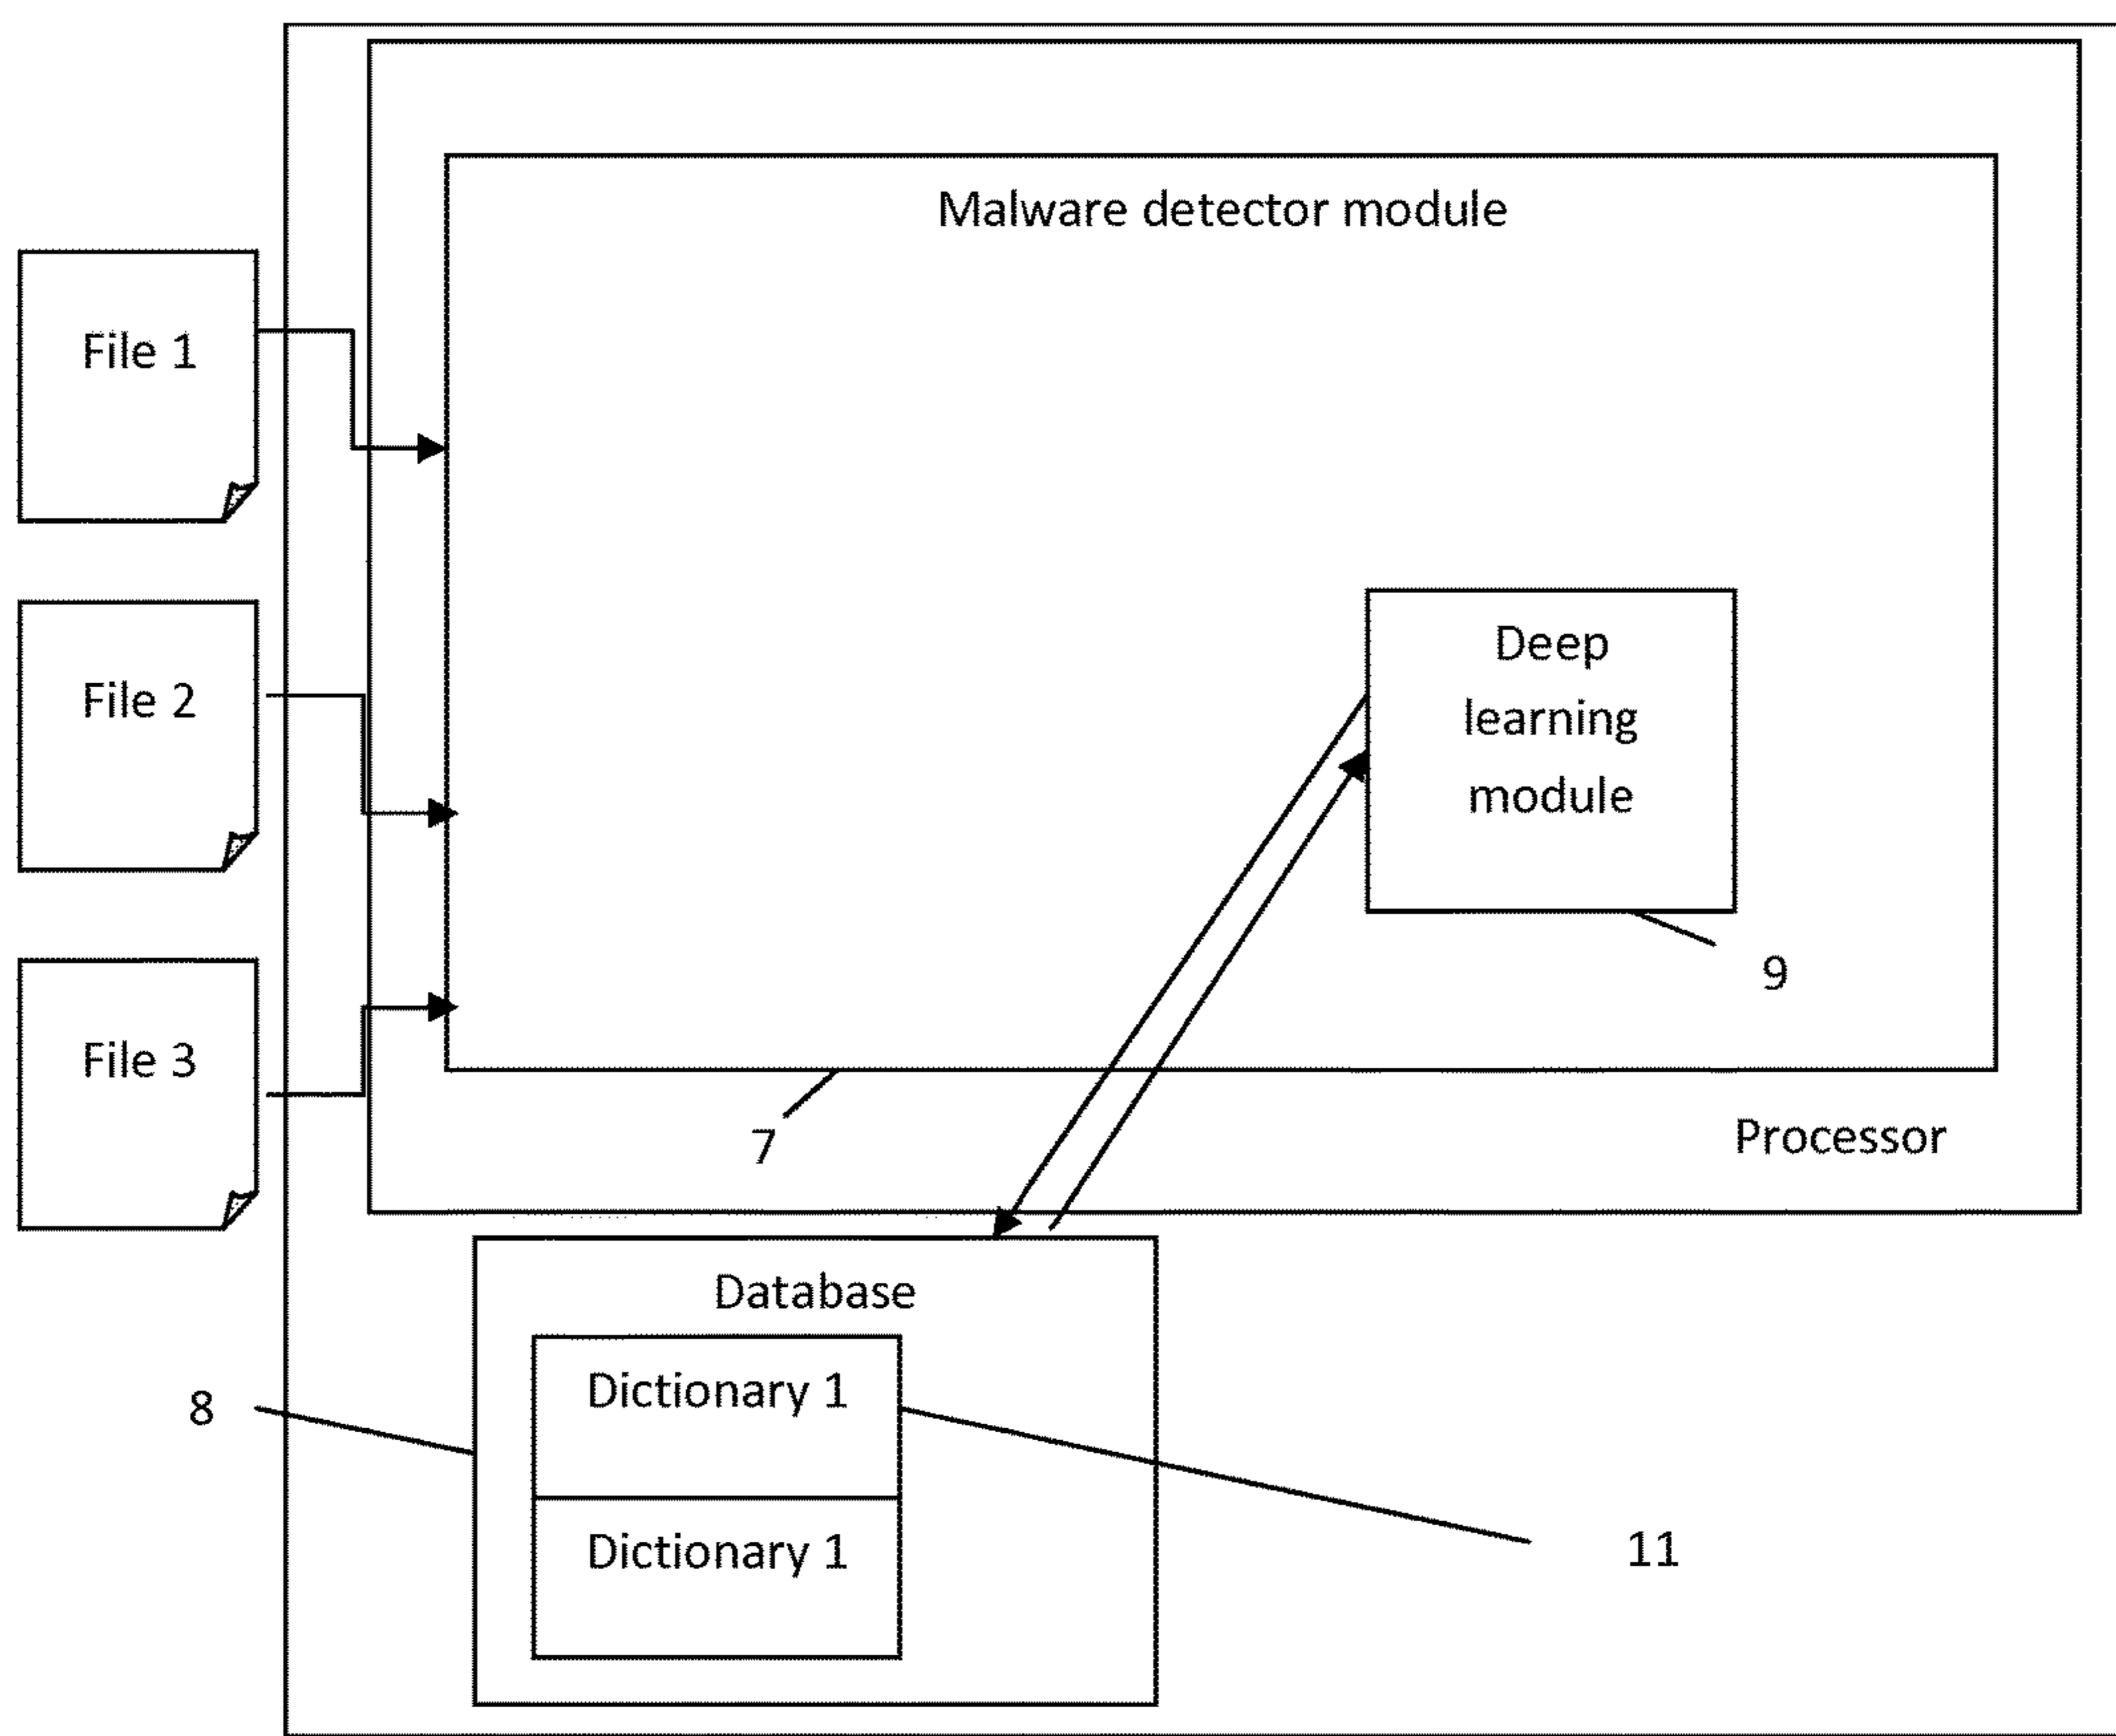 Malware detector module
File 1
File 2
Deep
learning
module
9
File 3
7
Processor
Database
Dictionary 1
8
Dictionary 1
11